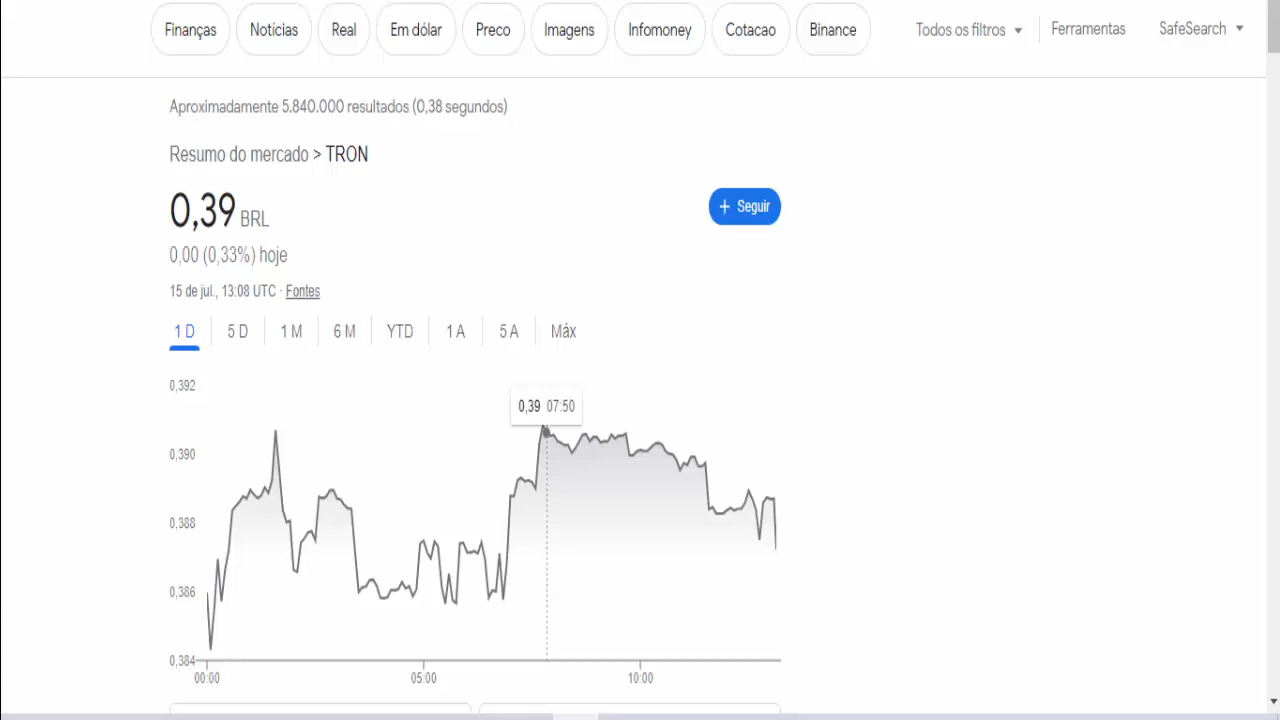 Finanças Notícias Real Em dólar Preco Imagens Infomoney Cotacao Binance Todos os filtros Ferramentas SafeSearch
Aproximadamente 5.840.000 resultados (0,38 segundos)
Resumo do mercado > TRON
0,39 BRL
+ Seguir
0,00 (0,33%) hoje
15 de jul., 13:08 UTC · Fontes
1 D 5 D 1 M 6 M YTD 1 A 5 A Máx
0,392
0,39 07:50
0,390
0,388
0,386
0,384
00:00 05:00 10:00